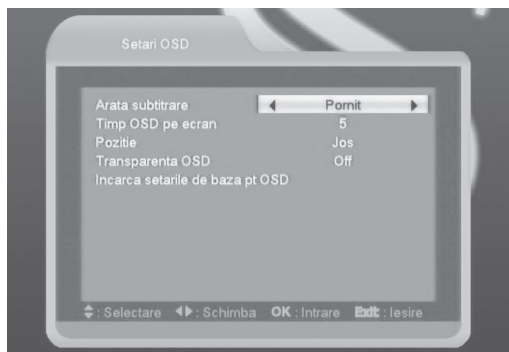 Setari OSD
Arata subtitrare Pornit
Timp OSD pe ecran 5
Pozitie Jos
Transparenta OSD Off
Incarca setarile de baza pt OSD
: Selectare : Schimba OK : Intrare Exit : Iesire